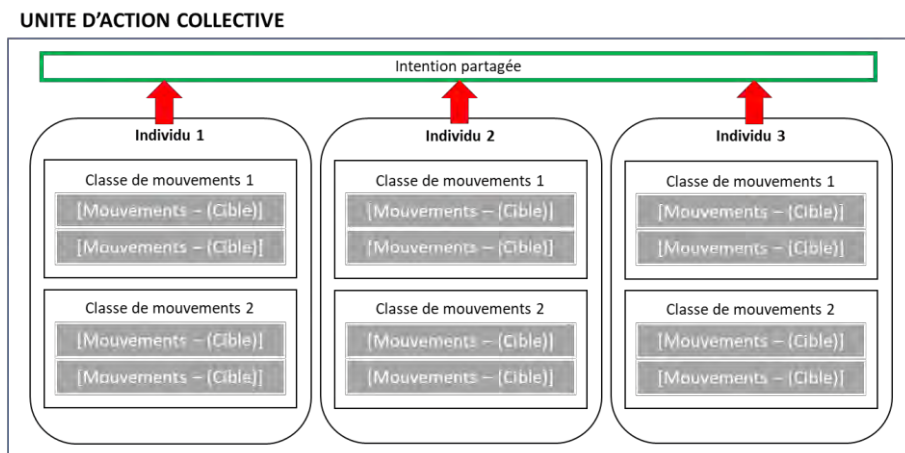 UNITE D'ACTION COLLECTIVE
Intention partagée
Individu 1
Classe de mouvements 1
[Mouvements – (Cible)]
[Mouvements – (Cible)]
Classe de mouvements 2
[Mouvements – (Cible)]
[Mouvements – (Cible)]
Individu 2
Classe de mouvements 1
[Mouvements – (Cible)]
[Mouvements – (Cible)]
Classe de mouvements 2
[Mouvements – (Cible)]
[Mouvements – (Cible)]
Individu 3
Classe de mouvements 1
[Mouvements – (Cible)]
[Mouvements – (Cible)]
Classe de mouvements 2
[Mouvements – (Cible)]
[Mouvements – (Cible)]